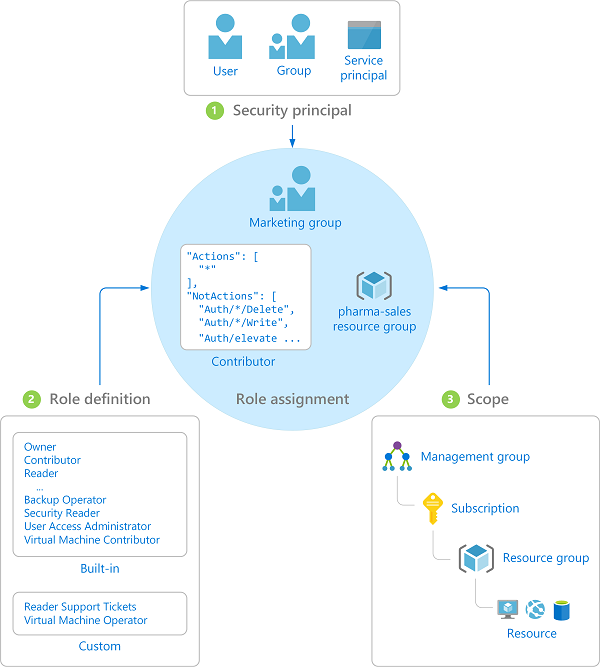 User
Group
Service
principal
1 Security principal
Marketing group
"Actions": [
"*"
],
"NotActions": [
"Auth/*/Delete",
"Auth/*/Write",
"Auth/elevate ...
Contributor
pharma-sales
resource group
Role assignment
2 Role definition
Owner
Contributor
Reader
...
Backup Operator
Security Reader
User Access Administrator
Virtual Machine Contributor
Built-in
Reader Support Tickets
Virtual Machine Operator
Custom
3 Scope
Management group
Subscription
Resource group
Resource